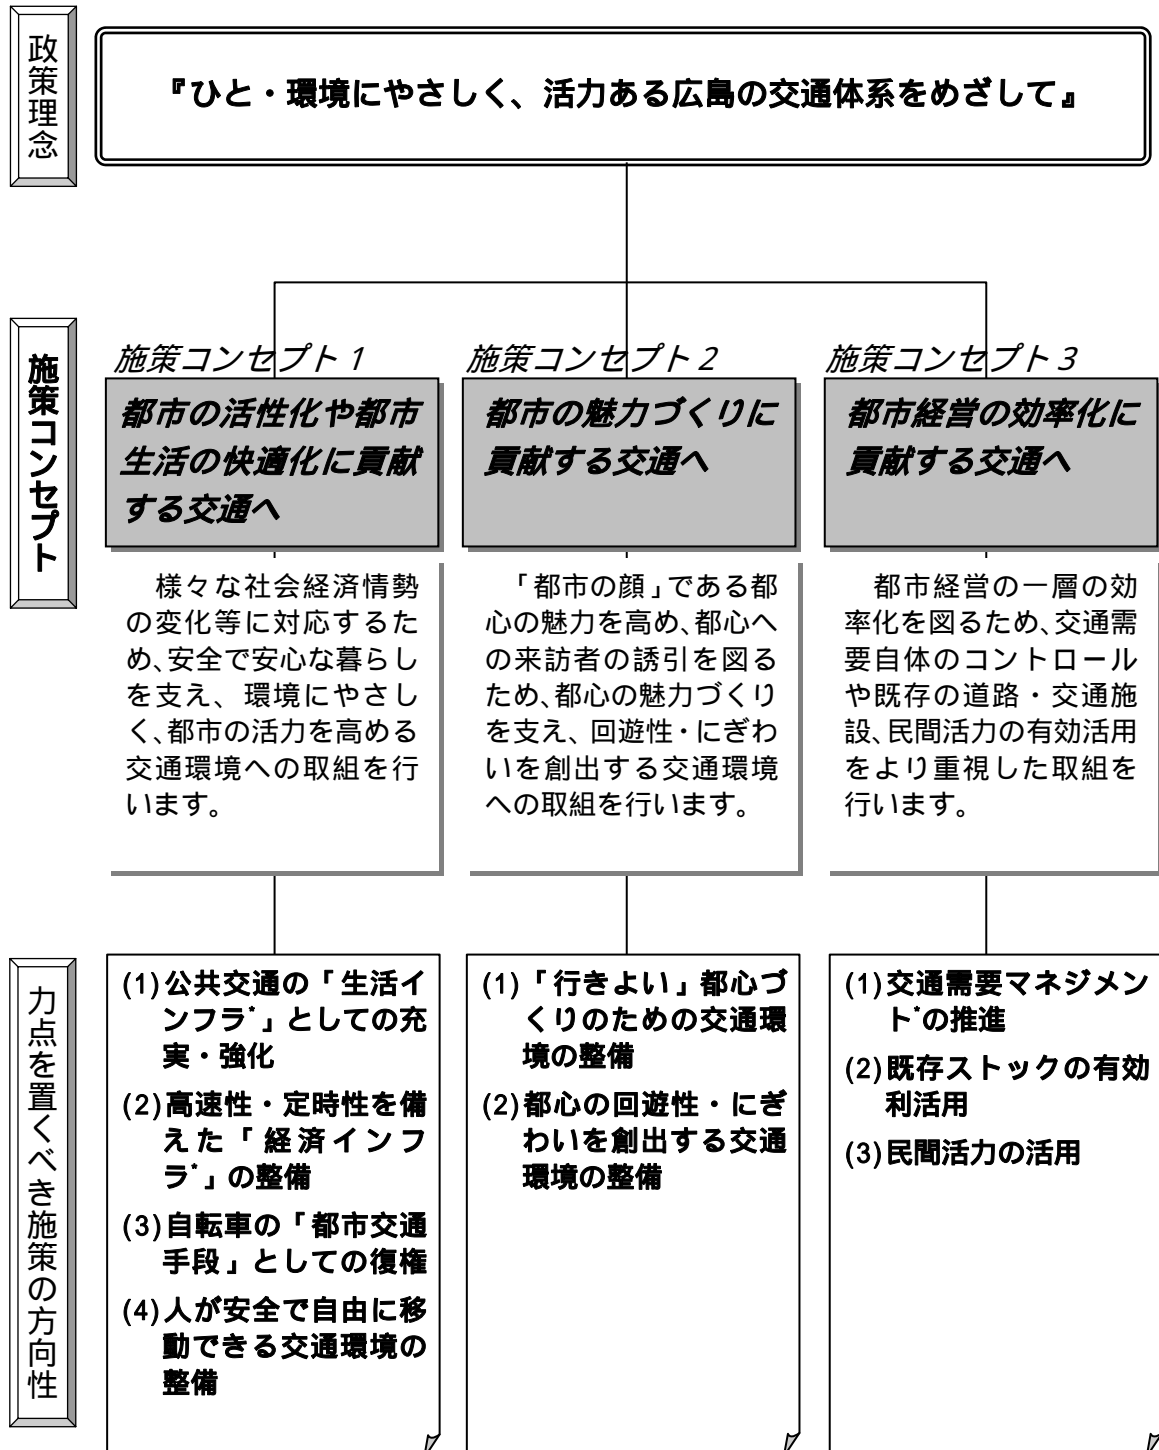 政策理念
『ひと・環境にやさしく、活力ある広島の交通体系をめざして』
施策コンセプト
施策コンセプト1
都市の活性化や都市
生活の快適化に貢献
する交通へ
様々な社会経済情勢
の変化等に対応するた
め、安全で安心な暮らし
を支え、環境にやさし
く、都市の活力を高める
交通環境への取組を行
います。
施策コンセプト2
都市の魅力づくりに
貢献する交通へ
「都市の顔」である都
心の魅力を高め、都心へ
の来訪者の誘引を図る
ため、都心の魅力づくり
を支え、回遊性・にぎわ
いを創出する交通環境
への取組を行います。
施策コンセプト3
都市経営の効率化に
貢献する交通へ
都市経営の一層の効
率化を図るため、交通需
要自体のコントロール
や既存の道路・交通施
設、民間活力の有効活用
をより重視した取組を
行います。
力点を置くべき施策の方向性
(1)公共交通の「生活イ
ンフラ*」としての充
実・強化
(2)高速性・定時性を備
えた「経済インフ
ラ*」の整備
(3)自転車の「都市交通
手段」としての復権
(4)人が安全で自由に移
動できる交通環境の
整備
(1)「行きよい」都心づ
くりのための交通環
境の整備
(2)都心の回遊性・にぎ
わいを創出する交通
環境の整備
(1)交通需要マネジメン
ト*の推進
(2)既存ストックの有効
利活用
(3)民間活力の活用